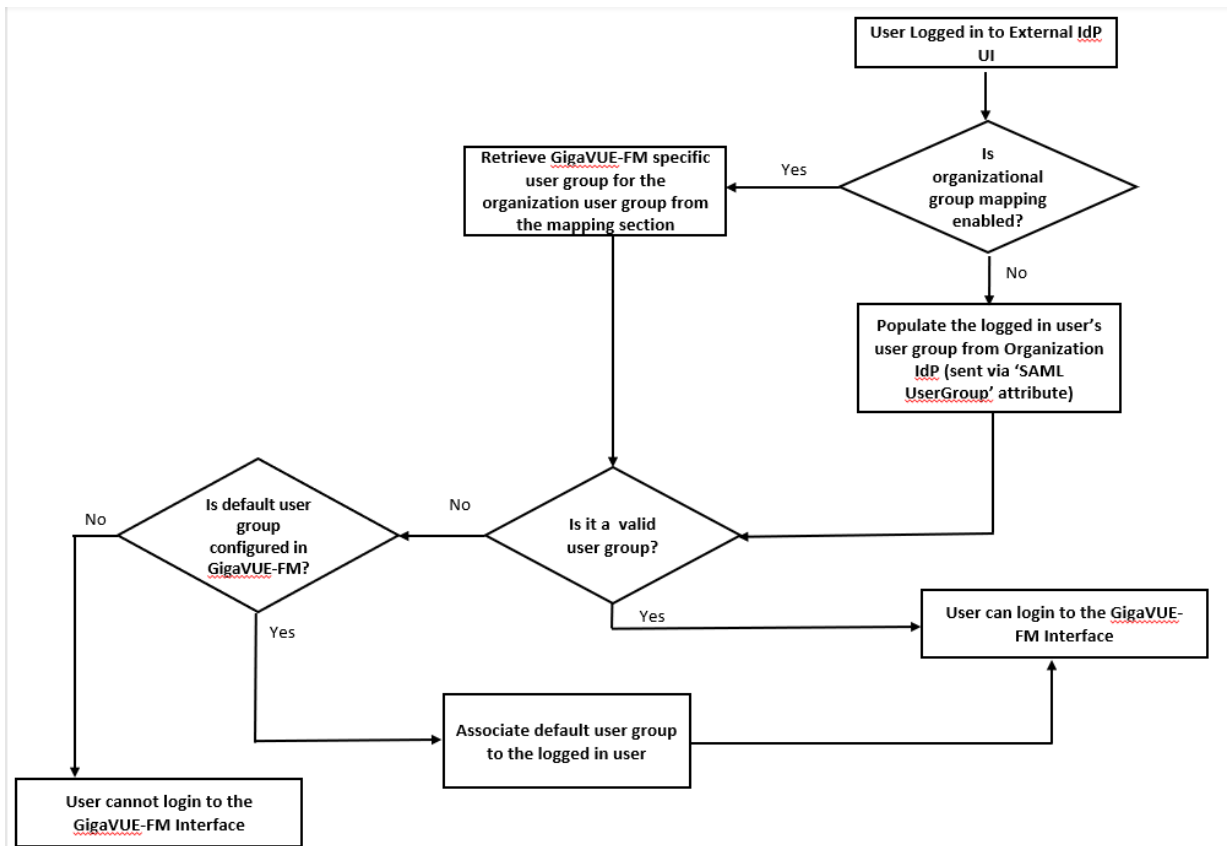 User Logged in to External IdP
UI
Is
organizational
group mapping
enabled?
Yes
Retrieve GigaVUE-FM specific
user group for the
organization user group from
the mapping section
No
Populate the logged in user’s
user group from Organization
IdP (sent via ‘SAML
UserGroup’ attribute)
Is it a valid
user group?
No
Is default user
group
configured in
GigaVUE-FM?
No
Yes
Yes
User can login to the GigaVUE-
FM Interface
Associate default user group
to the logged in user
User cannot login to the
GigaVUE-FM Interface